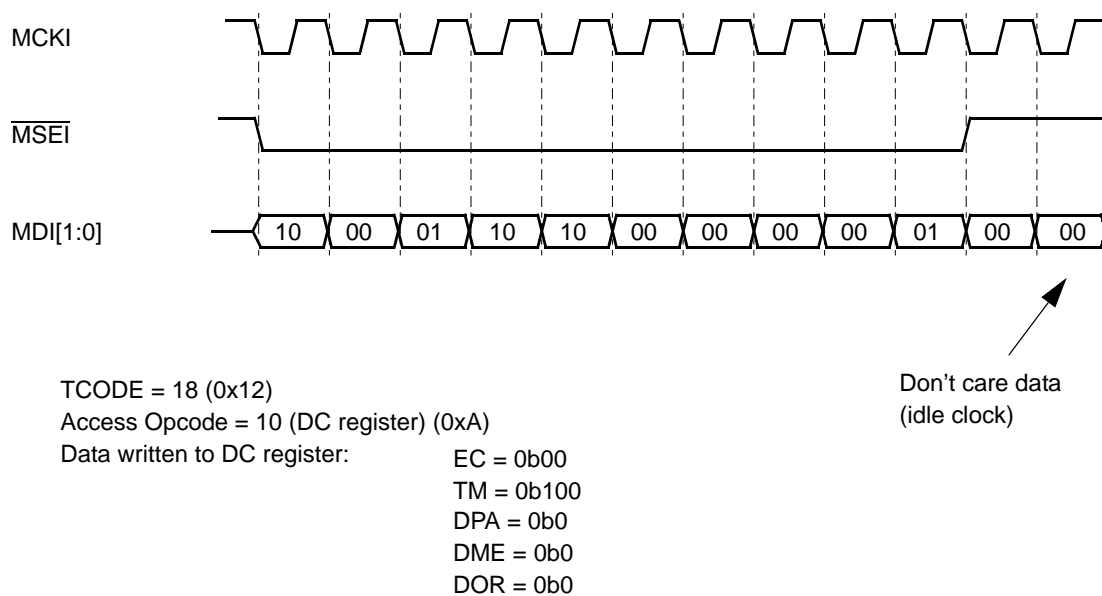 MCKI
MSEI
MDI[1:0] 10 00 01 10 10 00 00 00 00 01 00 00
Don't care data
(idle clock)
TCODE = 18 (0x12)
Access Opcode = 10 (DC register) (0xA)
Data written to DC register:
EC = 0b00
TM = 0b100
DPA = 0b0
DME = 0b0
DOR = 0b0